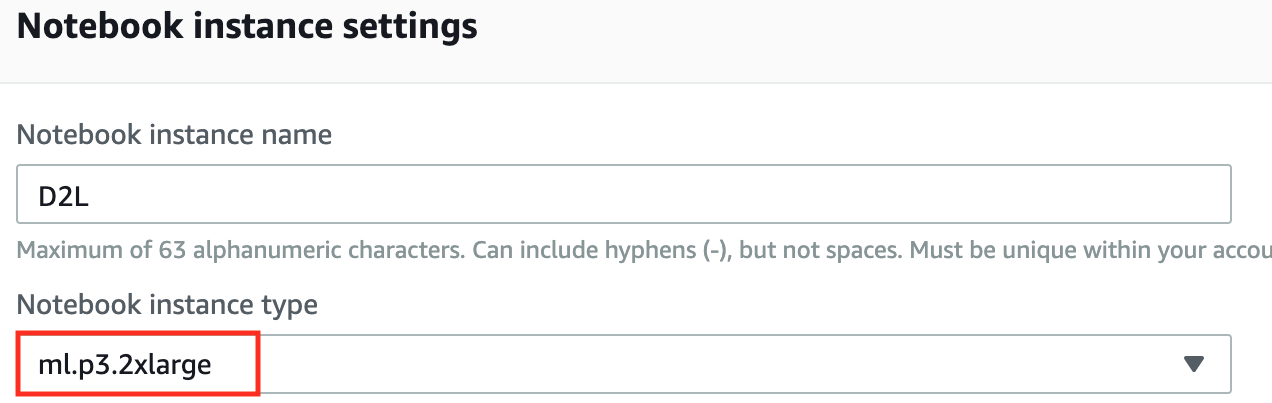 Notebook instance settings
Notebook instance name
D2L
Maximum of 63 alphanumeric characters. Can include hyphens (-), but not spaces. Must be unique within your accou
Notebook instance type
ml.p3.2xlarge